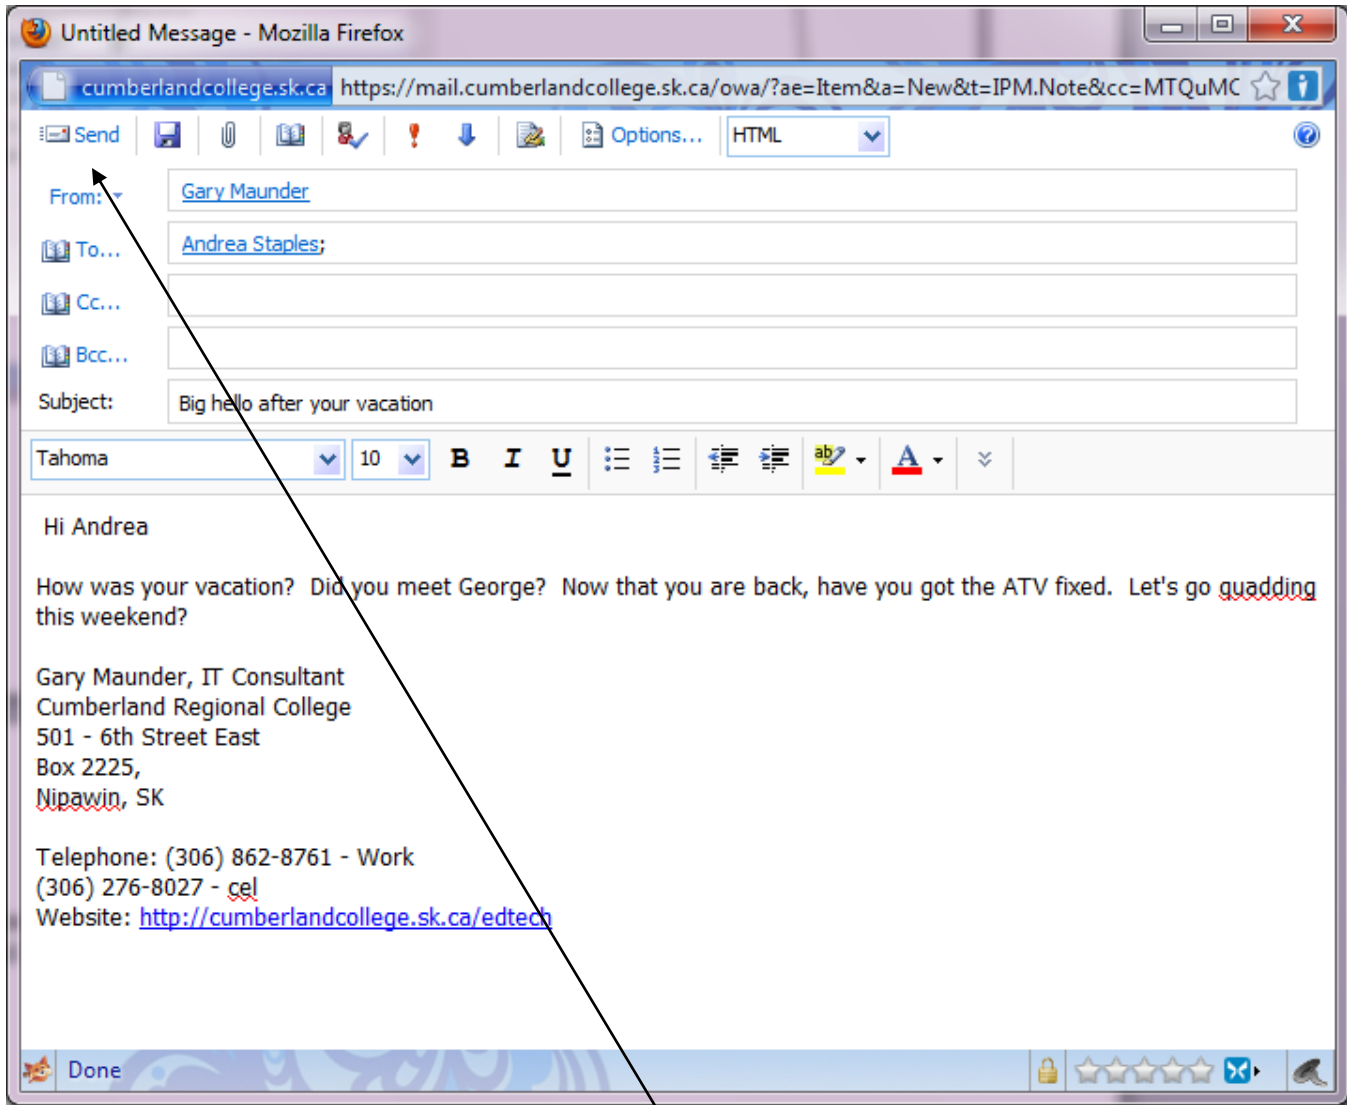 Untitled Message - Mozilla Firefox
cumberlandcollege.sk.ca https://mail.cumberlandcollege.sk.ca/owa/?ae=Item&a=New&t=IPM.Note&cc=MTQuMC
Send Options... HTML
From: Gary Maunder
To... Andrea Staples;
Cc...
Bcc...
Subject: Big hello after your vacation
Tahoma 10 B I U ab A
Hi Andrea
How was your vacation?  Did you meet George?  Now that you are back, have you got the ATV fixed.  Let's go quadding
this weekend?
Gary Maunder, IT Consultant
Cumberland Regional College
501 - 6th Street East
Box 2225,
Nipawin, SK
Telephone: (306) 862-8761 - Work
(306) 276-8027 - cel
Website: http://cumberlandcollege.sk.ca/edtech
Done